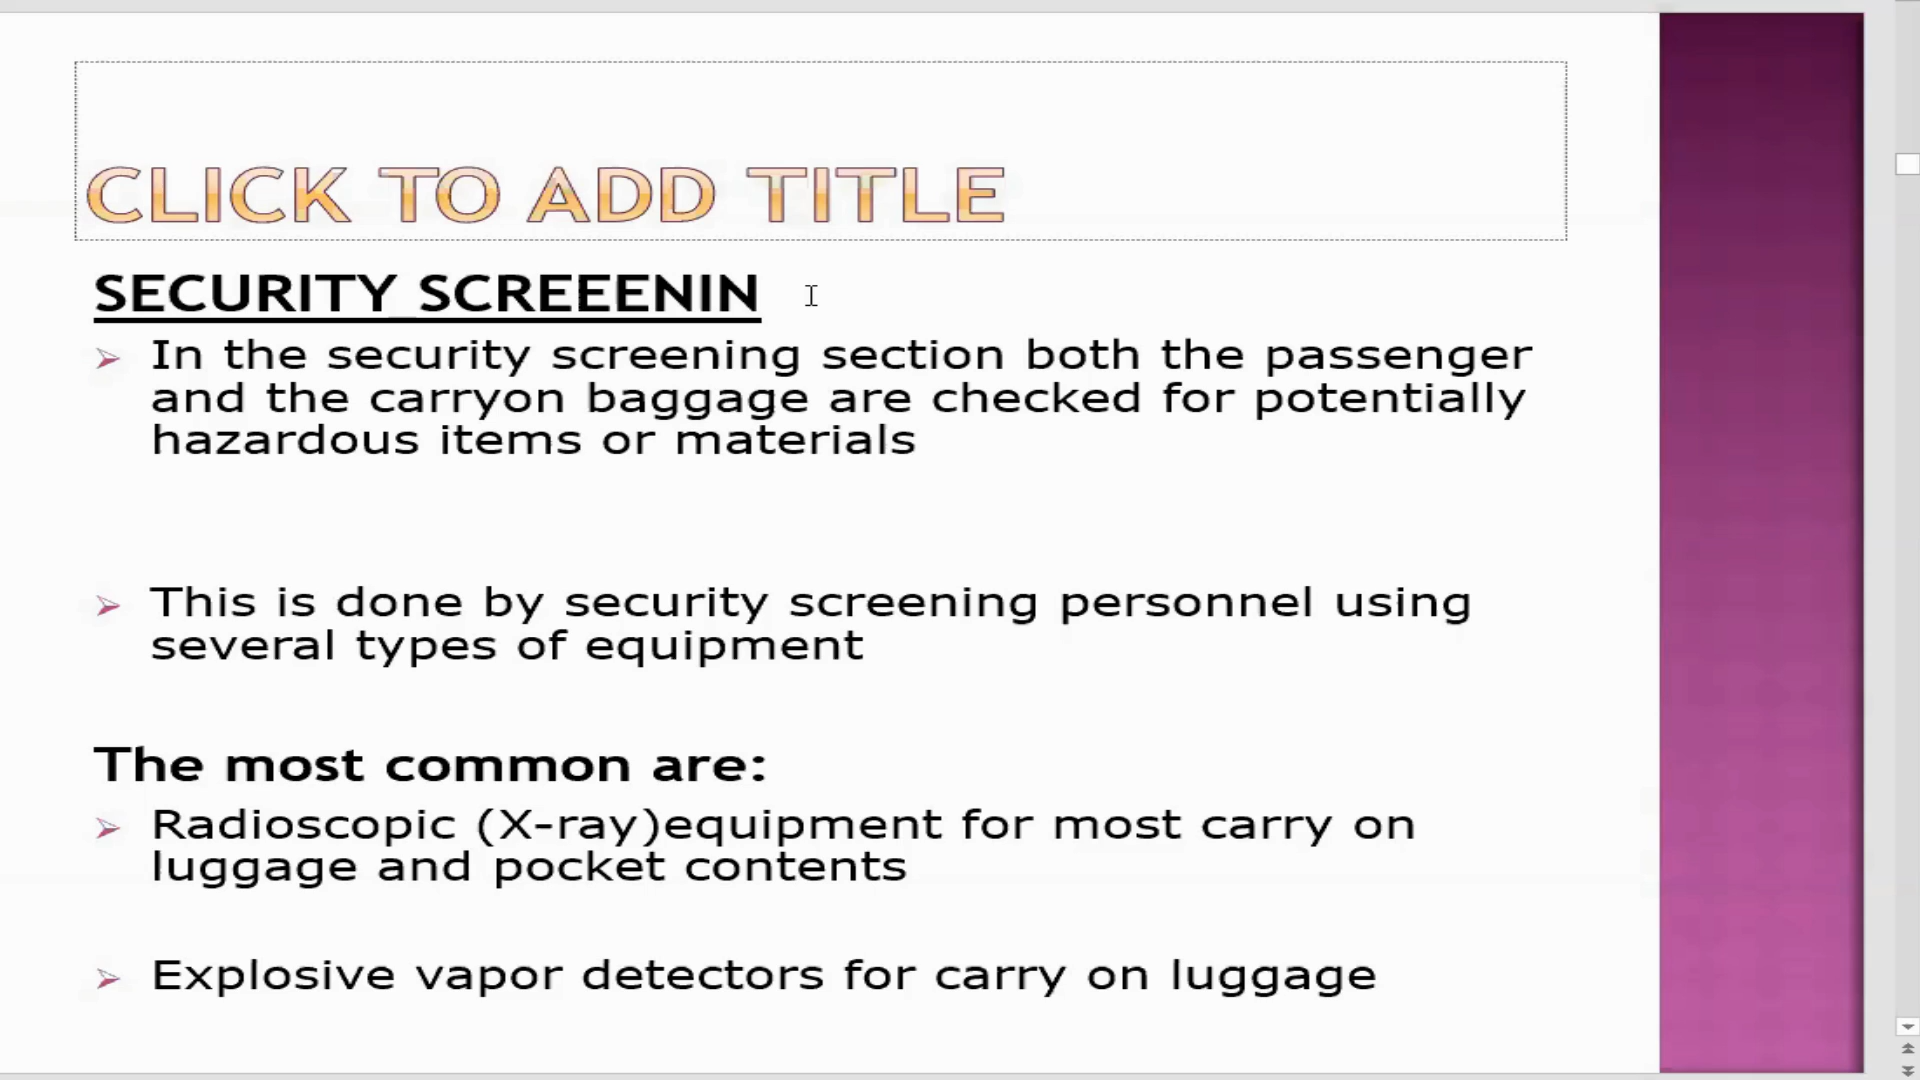 CLICK TO ADD TITLE
SECURITY SCREEENIN
In the security screening section both the passenger
and the carryon baggage are checked for potentially
hazardous items or materials
This is done by security screening personnel using
several types of equipment
The most common are:
Radioscopic (X-ray)equipment for most carry on
luggage and pocket contents
Explosive vapor detectors for carry on luggage